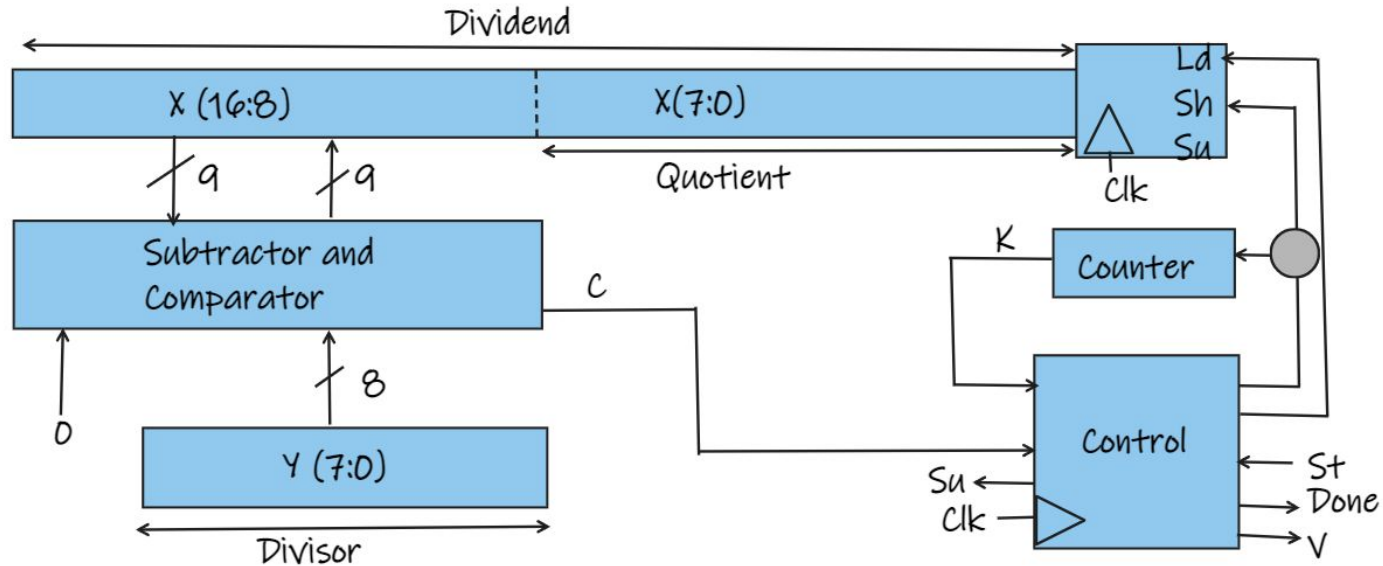 Dividend
X (16:8)
X(7:0)
Ld
Sh
Su
Clk
9
9
Quotient
Subtractor and
Comparator
C
K
Counter
0
8
Y (7:0)
Divisor
Control
Su
Clk
St
Done
V